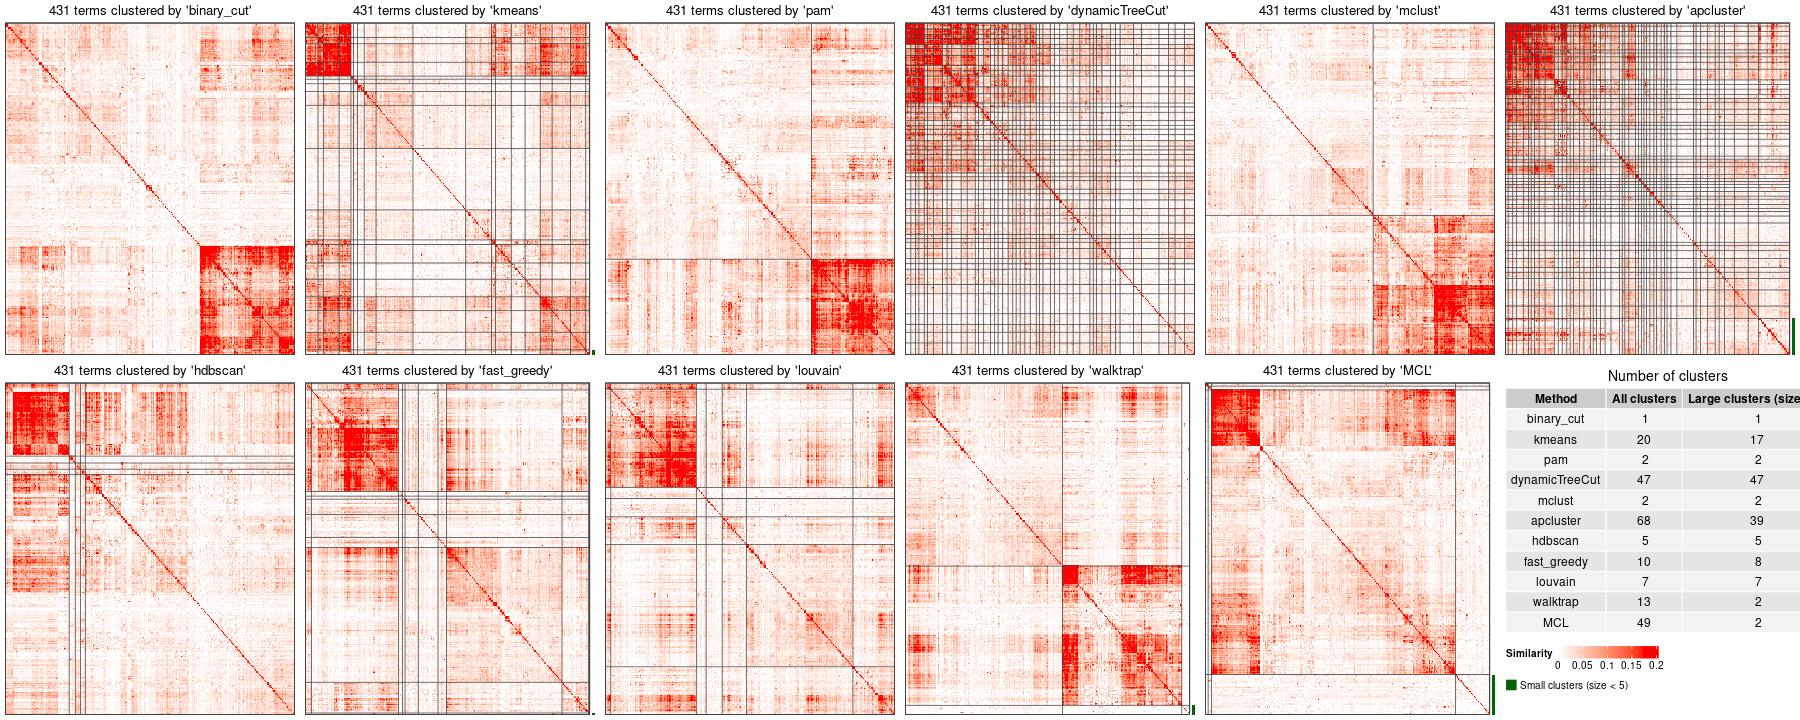 431 terms clustered by 'binary_cut'
431 terms clustered by 'kmeans'
431 terms clustered by 'pam'
431 terms clustered by 'dynamicTreeCut'
431 terms clustered by 'mclust'
431 terms clustered by 'apcluster'
431 terms clustered by 'hdbscan'
431 terms clustered by 'fast_greedy'
431 terms clustered by 'louvain'
431 terms clustered by 'walktrap'
431 terms clustered by 'MCL'
Number of clusters
Method All clusters Large clusters (size
binary_cut 1 1
kmeans 20 17
pam 2 2
dynamicTreeCut 47 47
mclust 2 2
apcluster 68 39
hdbscan 5 5
fast_greedy 10 8
louvain 7 7
walktrap 13 2
MCL 49 2
Similarity
0 0.05 0.1 0.15 0.2
Small clusters (size < 5)